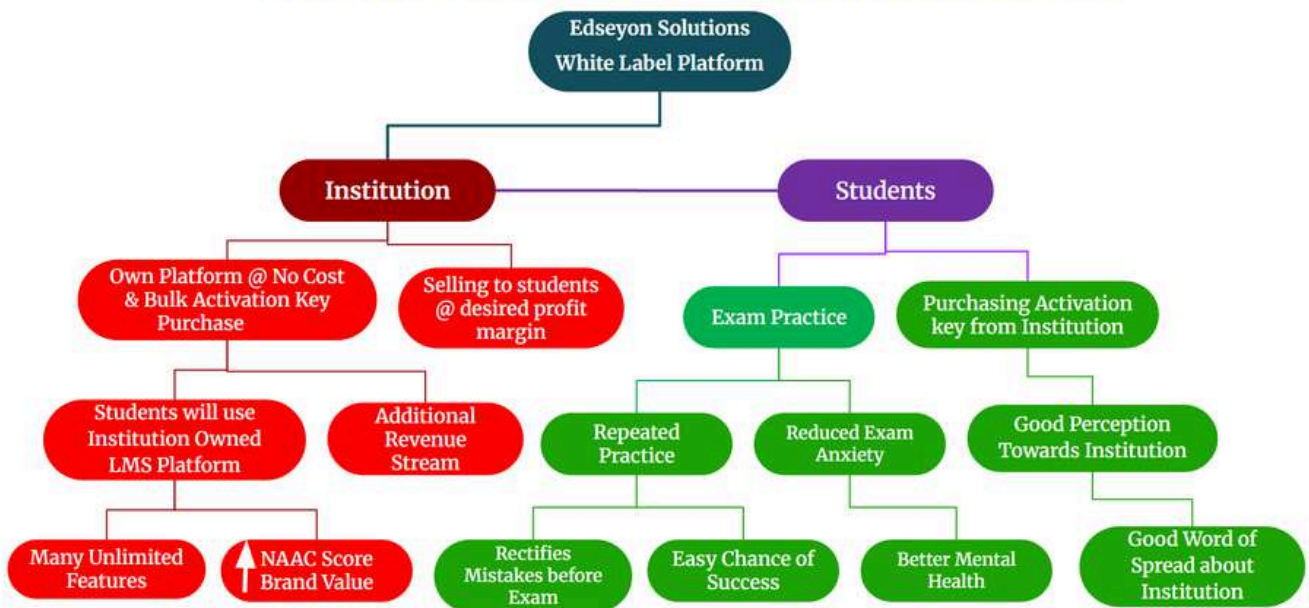 Edseyon Solutions
White Label Platform
Institution
Students
Own Platform @ No Cost
& Bulk Activation Key
Purchase
Selling to students
@ desired profit
margin
Exam Practice
Purchasing Activation
key from Institution
Students will use
Institution Owned
LMS Platform
Additional
Revenue
Stream
Repeated
Practice
Reduced Exam
Anxiety
Good Perception
Towards Institution
Many Unlimited
Features
NAAC Score
Brand Value
Rectifies
Mistakes before
Exam
Easy Chance of
Success
Better Mental
Health
Good Word of
Spread about
Institution